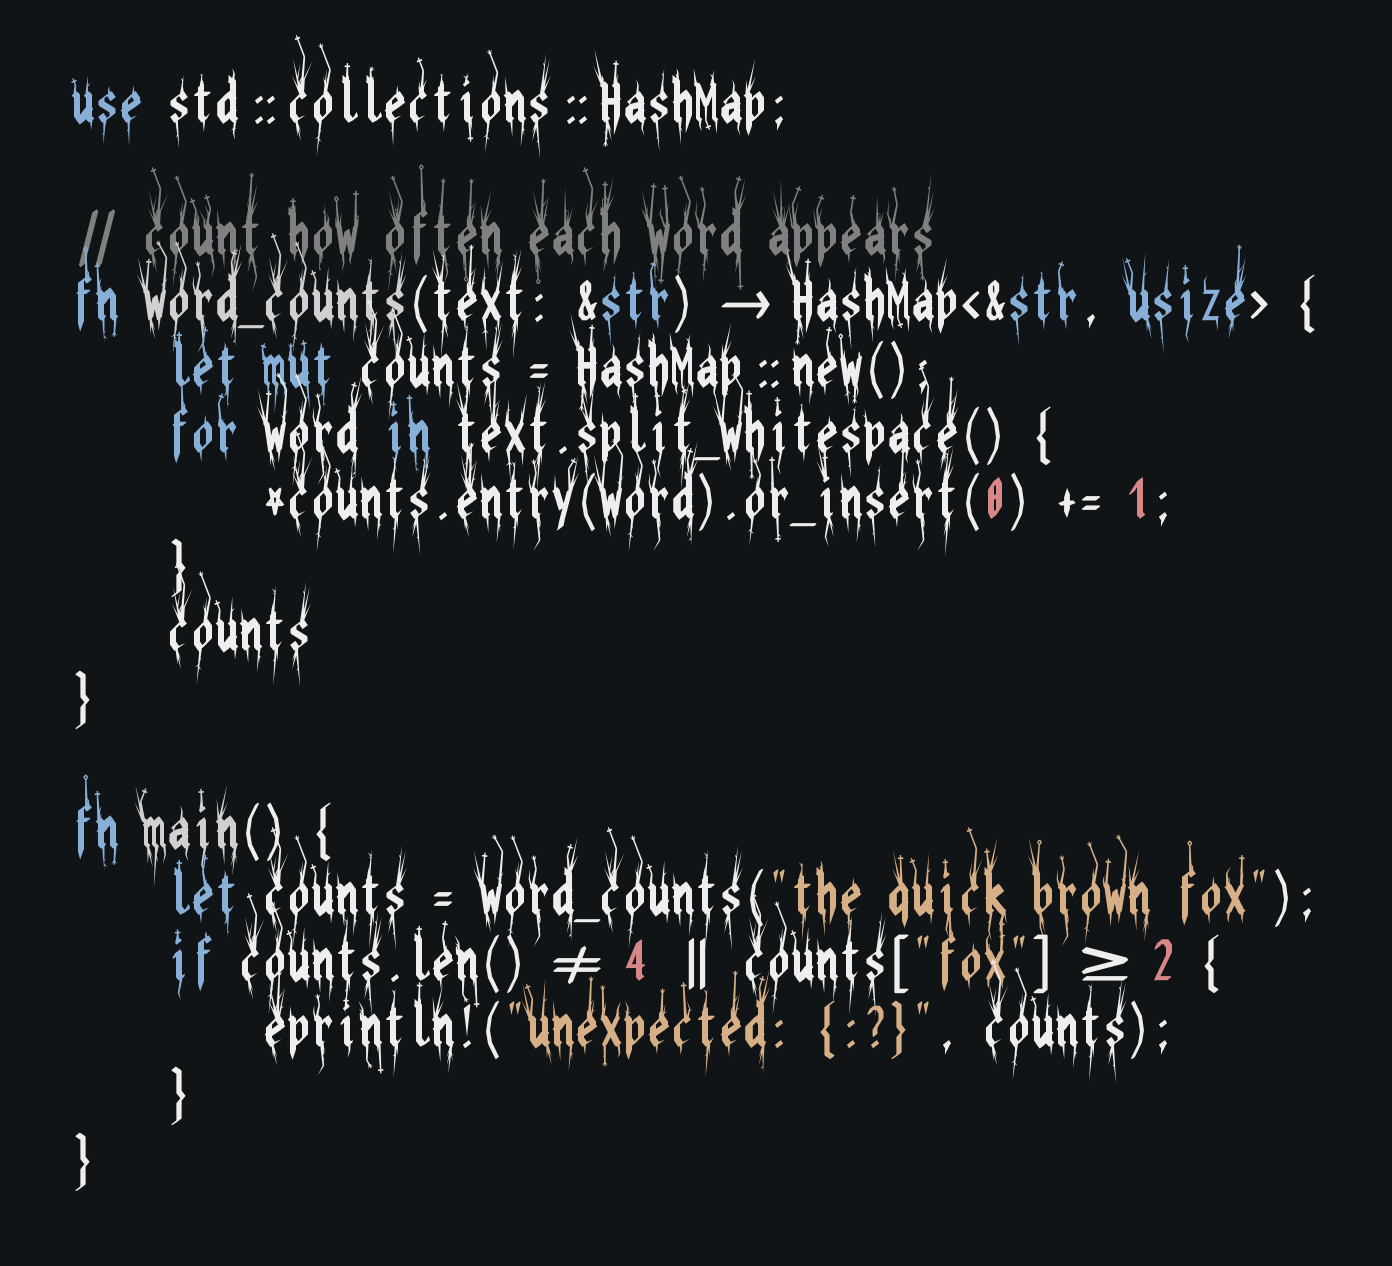 use std::collections::HashMap;

// count how often each word appears
fn word_counts(text: &str) -> HashMap<&str, usize> {
    let mut counts = HashMap::new();
    for word in text.split_whitespace() {
        *counts.entry(word).or_insert(0) += 1;
    }
    counts
}

fn main() {
    let counts = word_counts("the quick brown fox");
    if counts.len() != 4 || counts["fox"] >= 2 {
        eprintln!("unexpected: {:?}", counts);
    }
}